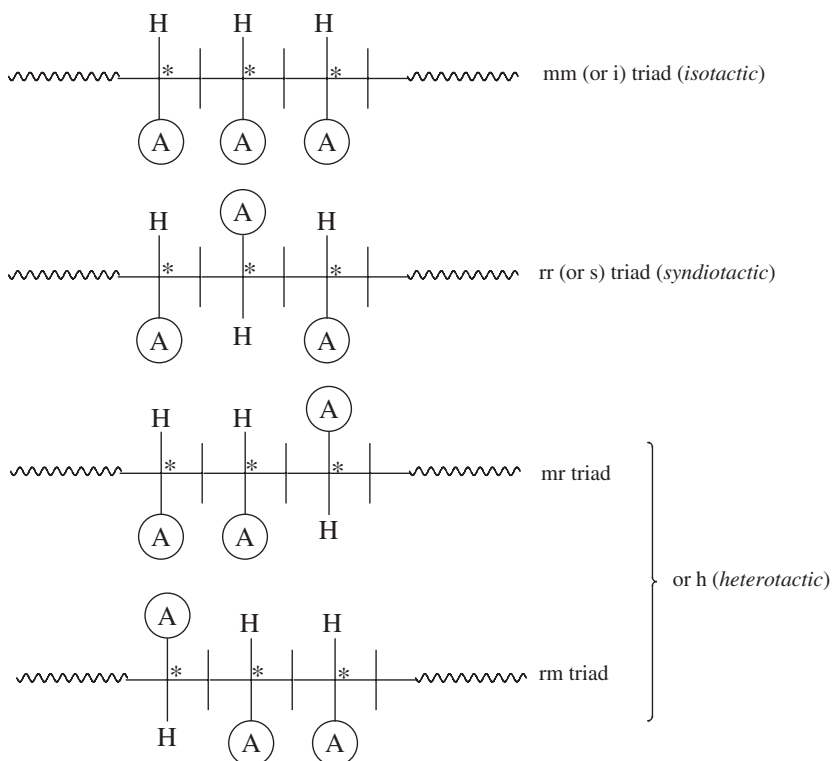 H H H
* * * mm (or i) triad (isotactic)
A A A
A
H H
* * * rr (or s) triad (syndiotactic)
A H A
A
H H
* * * mr triad
A A H
or h (heterotactic)
A
H H
* * * rm triad
H A A